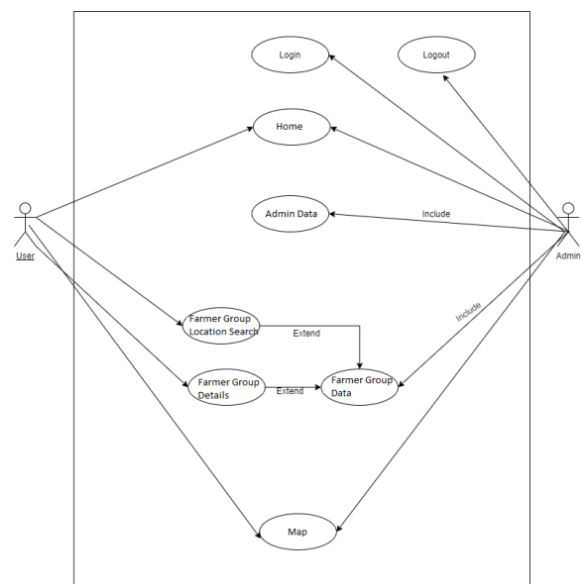 Login
Logout
Home
Admin Data
Include
User
Admin
Farmer Group
Location Search
Extend
Include
Farmer Group
Details
Extend
Farmer Group
Data
Map